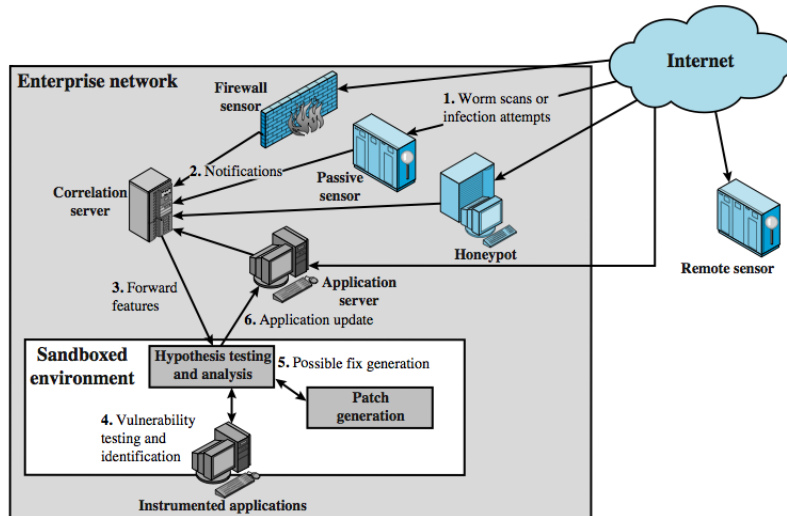 Internet
Enterprise network
Firewall
sensor
1. Worm scans or
infection attempts
2. Notifications
Correlation
server
Passive
sensor
Honeypot
Remote sensor
Application
server
3. Forward
features
6. Application update
Sandboxed
environment
Hypothesis testing
and analysis
5. Possible fix generation
Patch
generation
4. Vulnerability
testing and
identification
Instrumented applications